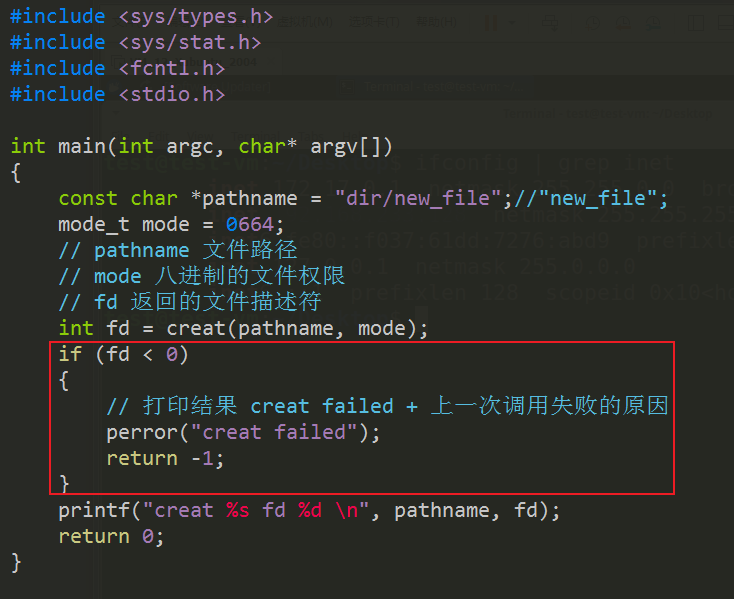 #include <sys/types.h>
#include <sys/stat.h>
#include <fcntl.h>
#include <stdio.h>
int main(int argc, char* argv[])
{
const char *pathname = "dir/new_file";//"new_file";
mode_t mode = 0664;
// pathname 文件路径
// mode 八进制的文件权限
// fd 返回的文件描述符
int fd = creat(pathname, mode);
if (fd < 0)
{
// 打印结果 creat failed + 上一次调用失败的原因
perror("creat failed");
return -1;
}
printf("creat %s fd %d \n", pathname, fd);
return 0;
}